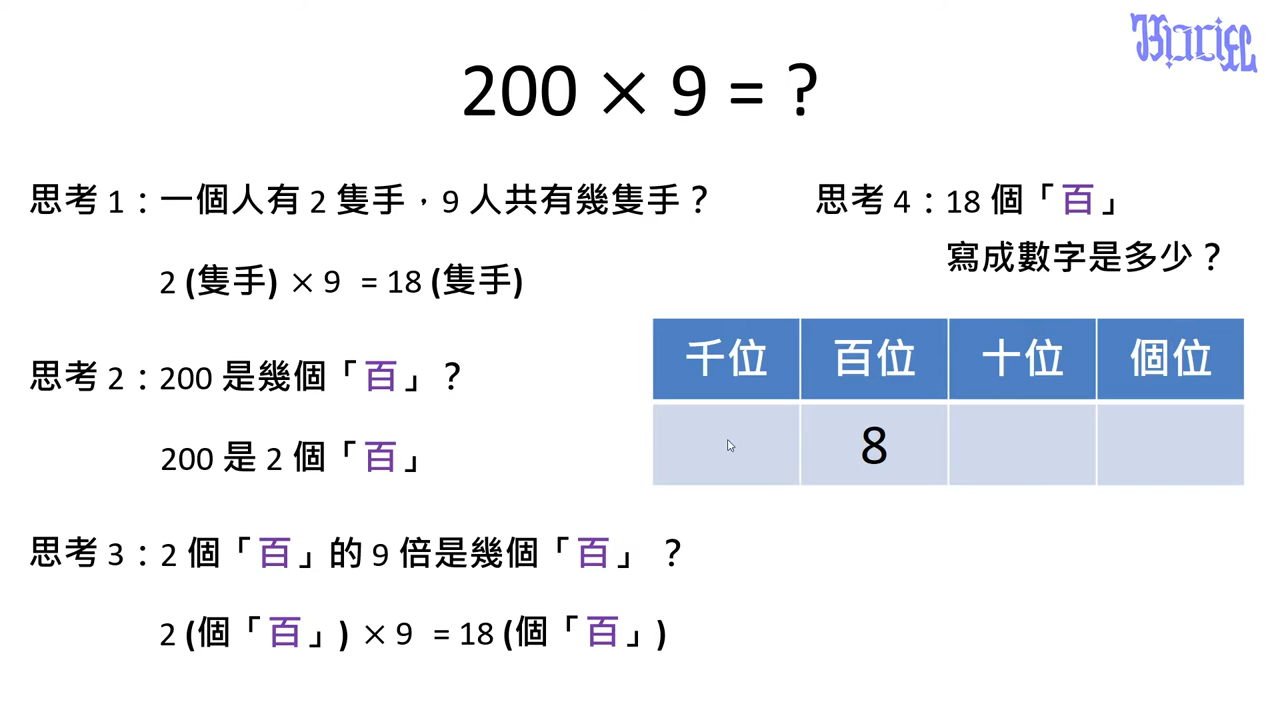 200 × 9 = ?
思考 1：一個人有 2 隻手，9 人共有幾隻手？
2 (隻手) × 9 = 18 (隻手)
思考 2：200 是幾個「百」？
200 是 2 個「百」
思考 3：2 個「百」的 9 倍是幾個「百」？
2 (個「百」) × 9 = 18 (個「百」)
思考 4：18 個「百」
寫成數字是多少？
千位 百位 十位 個位
8